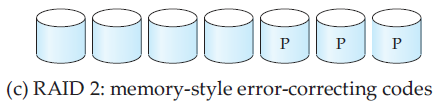 P P P
(c) RAID 2: memory-style error-correcting codes